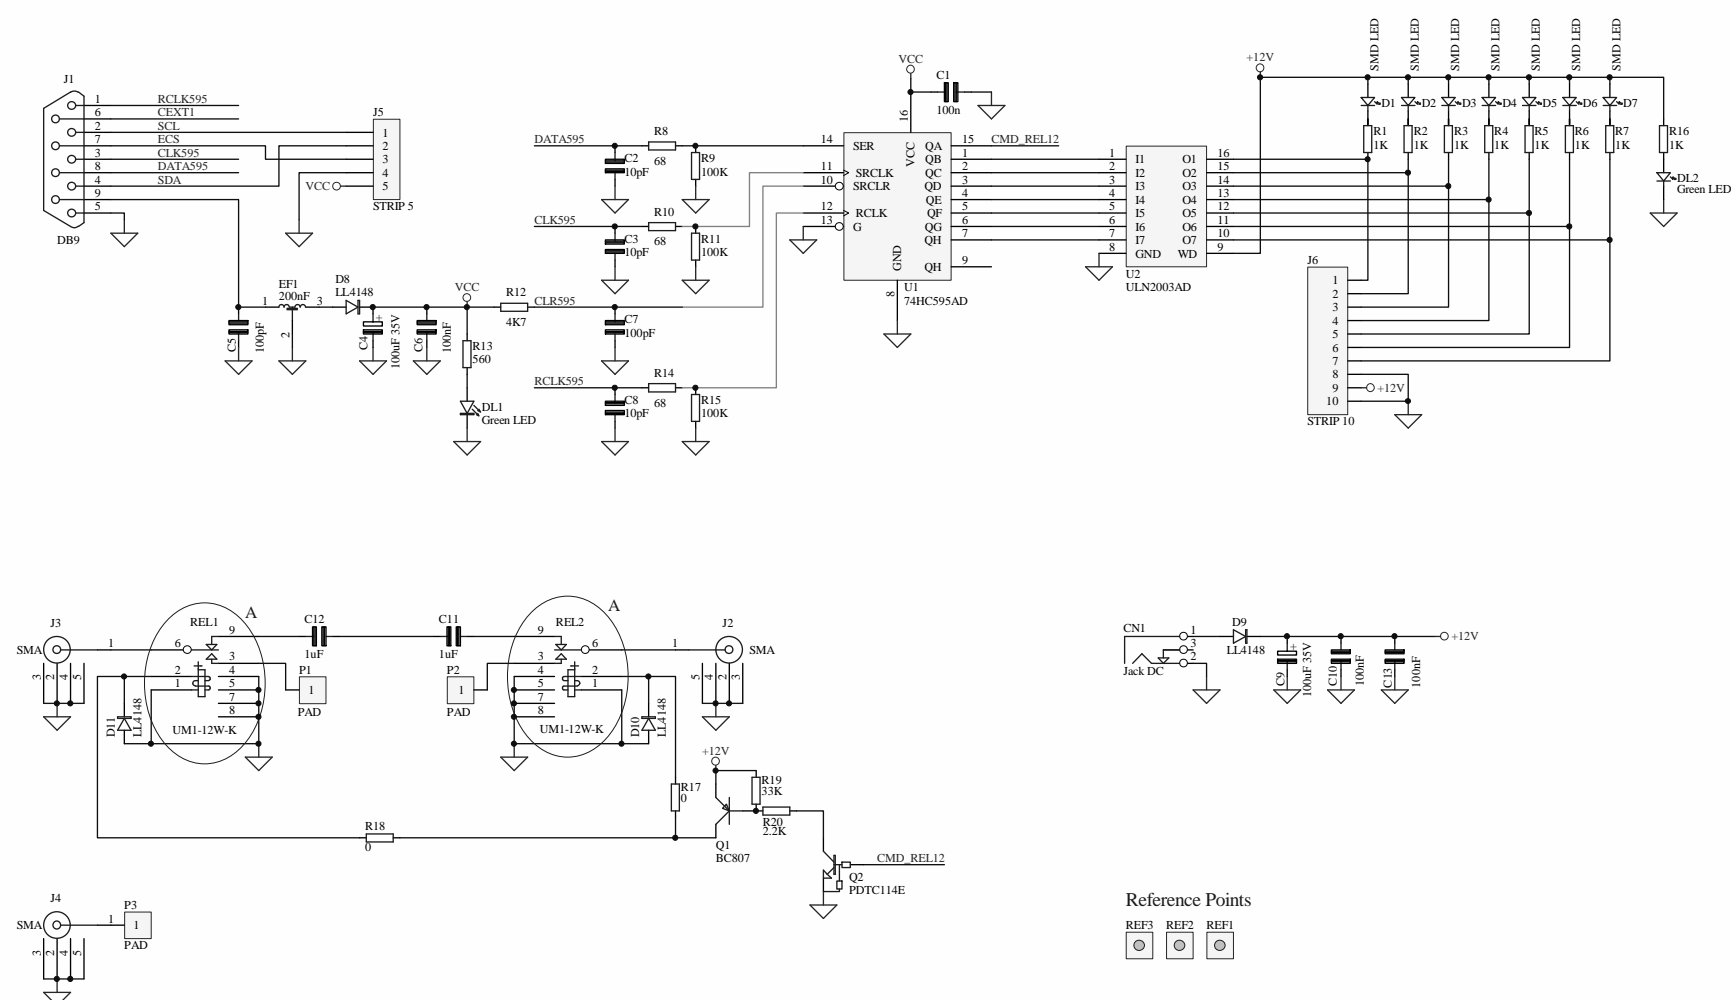 J1
1 RCLK595
6 CEXT1
2 SCL
7 ECS
3 CLK595
8 DATA595
4 SDA
9
5
DB9
J5
1
2
3
4
5
VCC
STRIP 5
EF1
200nF
1
3
2
C5
100pF
D8
LL4148
C4
100uF 35V
+
C6
100nF
VCC
R13
560
DL1
Green LED
R12
4K7
CLR595
C7
100pF
DATA595
C2
10pF
R8
68
R9
100K
CLK595
C3
10pF
R10
68
R11
100K
RCLK595
C8
10pF
R14
68
R15
100K
VCC
C1
100n
16
14 SER
11 SRCLK
10 SRCLR
12 RCLK
13 G
VCC
GND
8
QA 15 CMD_REL12
QB 1
QC 2
QD 3
QE 4
QF 5
QG 6
QH 7
QH 9
U1
74HC595AD
1 I1 O1 16
2 I2 O2 15
3 I3 O3 14
4 I4 O4 13
5 I5 O5 12
6 I6 O6 11
7 I7 O7 10
8 GND WD 9
U2
ULN2003AD
+12V
SMD LED SMD LED SMD LED SMD LED SMD LED SMD LED SMD LED
D1 D2 D3 D4 D5 D6 D7
R1 R2 R3 R4 R5 R6 R7 R16
1K 1K 1K 1K 1K 1K 1K 1K
DL2
Green LED
J6
1
2
3
4
5
6
7
8
9
10
+12V
STRIP 10
J3
SMA
1
3 2 4 5
REL1
A
6
9
3
2
1
+
4
5
7
8
UM1-12W-K
D11
LL4148
C12
1uF
P1
1
PAD
C11
1uF
P2
1
PAD
REL2
A
9
6
3
4
5
7
8
+
2
1
UM1-12W-K
D10
LL4148
J2
SMA
1
5 4 2 3
R17
0
R18
0
+12V
R19
33K
R20
2.2K
Q1
BC807
CMD_REL12
Q2
PDTC114E
J4
SMA
1
3 2 4 5
P3
1
PAD
CN1
1
3
2
Jack DC
D9
LL4148
C9
100uF 35V
+
C10
100nF
C13
100nF
+12V
Reference Points
REF3 REF2 REF1